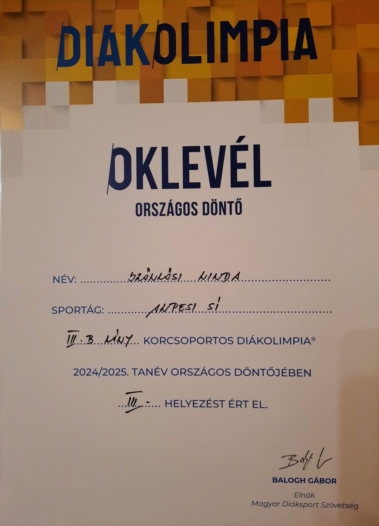 DIÁKOLIMPIA
OKLEVÉL
ORSZÁGOS DÖNTŐ
NÉV: SZÁLLÁSI LINDA
SPORTÁG: ALPESI SÍ
III. B LÁNY KORCSOPORTOS DIÁKOLIMPIA®
2024/2025. TANÉV ORSZÁGOS DÖNTŐJÉBEN
III.- HELYEZÉST ÉRT EL.
BALOGH GÁBOR
Elnök
Magyar Diáksport Szövetség